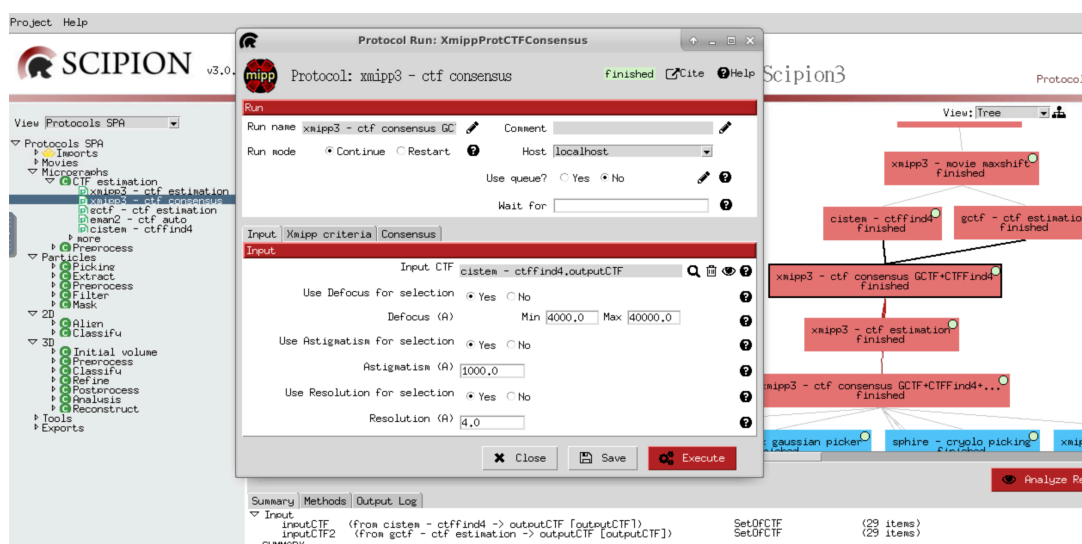 Project Help
SCIPION v3.0.
Scipion3
Protocol
View Protocols SPA
Protocols SPA
Imports
Movies
Micrographs
CTF estimation
xmipp3 - ctf estimation
xmipp3 - ctf consensus
gctf - ctf estimation
eman2 - ctf auto
cistem - ctffind4
more
Preprocess
Particles
Picking
Extract
Preprocess
Filter
Mask
2D
Align
Classify
3D
Initial volume
Preprocess
Classify
Refine
Postprocess
Analysis
Reconstruct
Tools
Exports
Protocol Run: XmippProtCTFConsensus
mipp
Protocol: xmipp3 - ctf consensus finished Cite Help
Run
Run name xmipp3 - ctf consensus GC Comment
Run mode Continue Restart Host localhost
Use queue? Yes No
Wait for
Input Xmipp criteria Consensus
Input
Input CTF cistem - ctffind4.outputCTF
Use Defocus for selection Yes No
Defocus (A) Min 4000.0 Max 40000.0
Use Astigmatism for selection Yes No
Astigmatism (A) 1000.0
Use Resolution for selection Yes No
Resolution (A) 4.0
Close Save Execute
View: Tree
xmipp3 - movie maxshift
finished
cistem - ctffind4
finished
gctf - ctf estimatio
finished
xmipp3 - ctf consensus GCTF+CTFFind4
finished
xmipp3 - ctf estimation
finished
mipp3 - ctf consensus GCTF+CTFFind4+...
finished
gaussian picker
sphire - cryolo picking
xmip
Analyze Re
Summary Methods Output Log
Input
inputCTF (from cistem - ctffind4 -> outputCTF [outputCTF]) SetOfCTF (29 items)
inputCTF2 (from gctf - ctf estimation -> outputCTF [outputCTF]) SetOfCTF (29 items)
SUMMARY